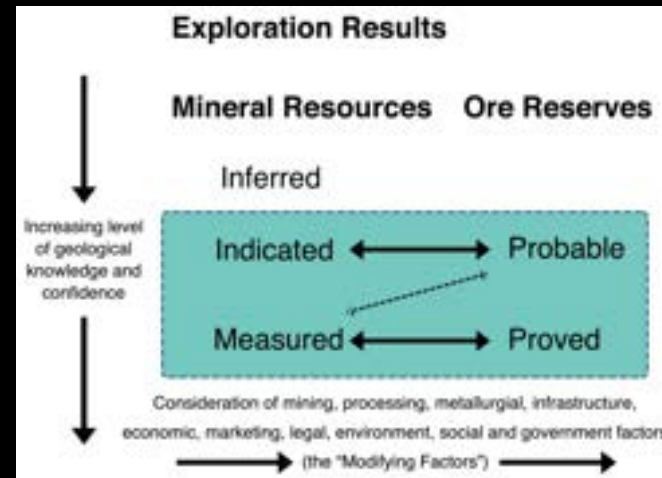 Exploration Results
Mineral Resources Ore Reserves
Inferred
Increasing level
of geological
knowledge and
confidence
Indicated Probable
Measured Proved
Consideration of mining, processing, metallurgial, infrastructure,
economic, marketing, legal, environment, social and government factors
(the "Modifying Factors")